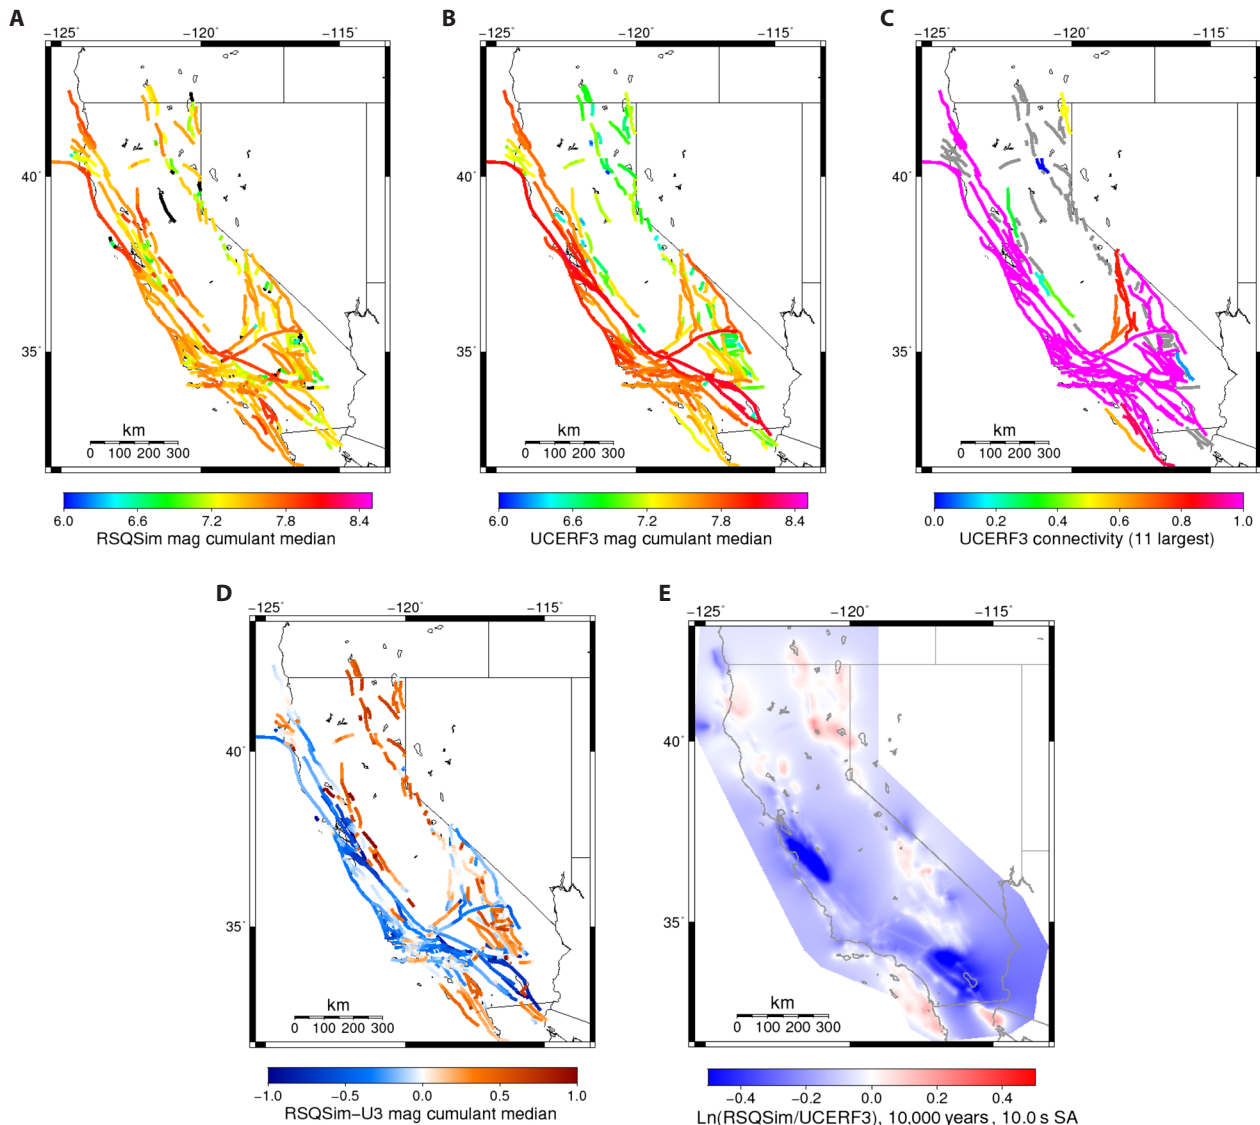 A
−125˚
−120˚
−115˚
40˚
35˚
km
0 100 200 300
6.0 6.6 7.2 7.8 8.4
RSQSim mag cumulant median
B
−125˚
−120˚
−115˚
40˚
35˚
km
0 100 200 300
6.0 6.6 7.2 7.8 8.4
UCERF3 mag cumulant median
C
−125˚
−120˚
−115˚
40˚
35˚
km
0 100 200 300
0.0 0.2 0.4 0.6 0.8 1.0
UCERF3 connectivity (11 largest)
D
−125˚
−120˚
−115˚
40˚
35˚
km
0 100 200 300
−1.0 −0.5 0.0 0.5 1.0
RSQSim−U3 mag cumulant median
E
−125˚
−120˚
−115˚
40˚
35˚
km
0 100 200 300
−0.4 −0.2 0.0 0.2 0.4
Ln(RSQSim/UCERF3), 10,000 years, 10.0 s SA